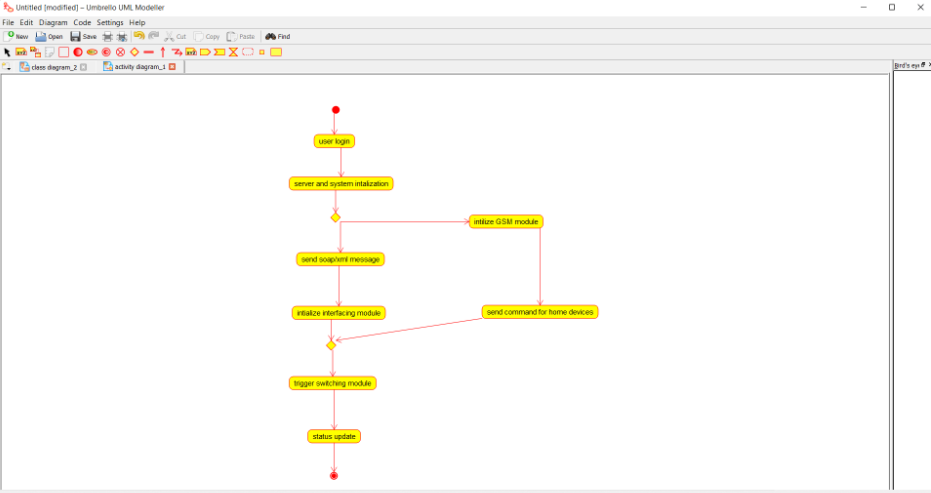 Untitled [modified] – Umbrello UML Modeller
File Edit Diagram Code Settings Help
New Open Save Cut Copy Paste Find
class diagram_2 activity diagram_1
Bird's eye
user login
server and system intalization
intilize GSM module
send soap/xml message
intialize interfacing module
send command for home devices
trigger switching module
status update